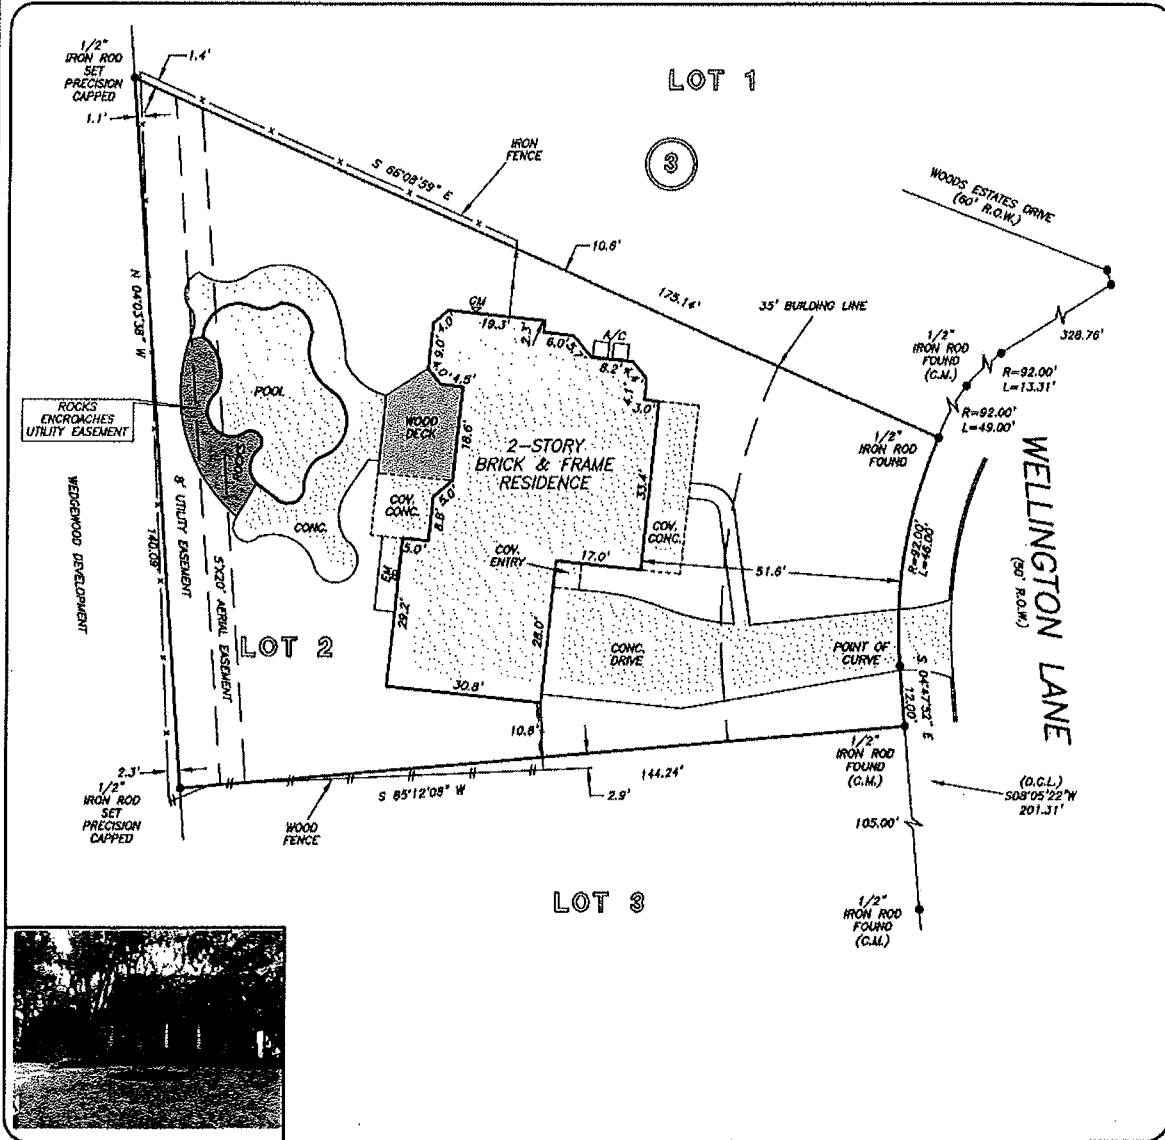 1/2"
IRON ROD
SET
PRECISION
CAPPED
1.4'
1.1'
LOT 1
3
IRON
FENCE
S 66°08'59" E
10.6'
175.14'
35' BUILDING LINE
WOODS ESTATES DRIVE
(60' R.O.W.)
328.76'
1/2"
IRON ROD
FOUND
(C.M.)
R=92.00'
L=13.31'
R=92.00'
L=49.00'
1/2"
IRON ROD
FOUND
WELLINGTON LANE
(50' R.O.W.)
N 04°05'38" W
140.09'
ROCKS
ENCROACHES
UTILITY EASEMENT
WEDGEWOOD DEVELOPMENT
8' UTILITY EASEMENT
5'X20' AERIAL EASEMENT
POOL
CONC.
WOOD
DECK
COV.
CONC.
GM
19.3'
2.3'
6.0'
5.7'
A/C
8.2'
4.1'
3.0'
4.0'
9.0'
4.5'
18.6'
5.0'
8.8'
5.0'
EM
29.2'
30.8'
10.8'
28.0'
17.0'
33.4'
2-STORY
BRICK & FRAME
RESIDENCE
COV.
ENTRY
COV.
CONC.
51.6'
CONC.
DRIVE
POINT OF
CURVE
R=92.00'
S 04°47'52" E
12.00'
LOT 2
2.3'
1/2"
IRON ROD
SET
PRECISION
CAPPED
WOOD
FENCE
S 85°12'08" W
144.24'
2.9'
1/2"
IRON ROD
FOUND
(C.M.)
(D.C.L.)
S08°05'22"W
201.31'
105.00'
LOT 3
1/2"
IRON ROD
FOUND
(C.M.)